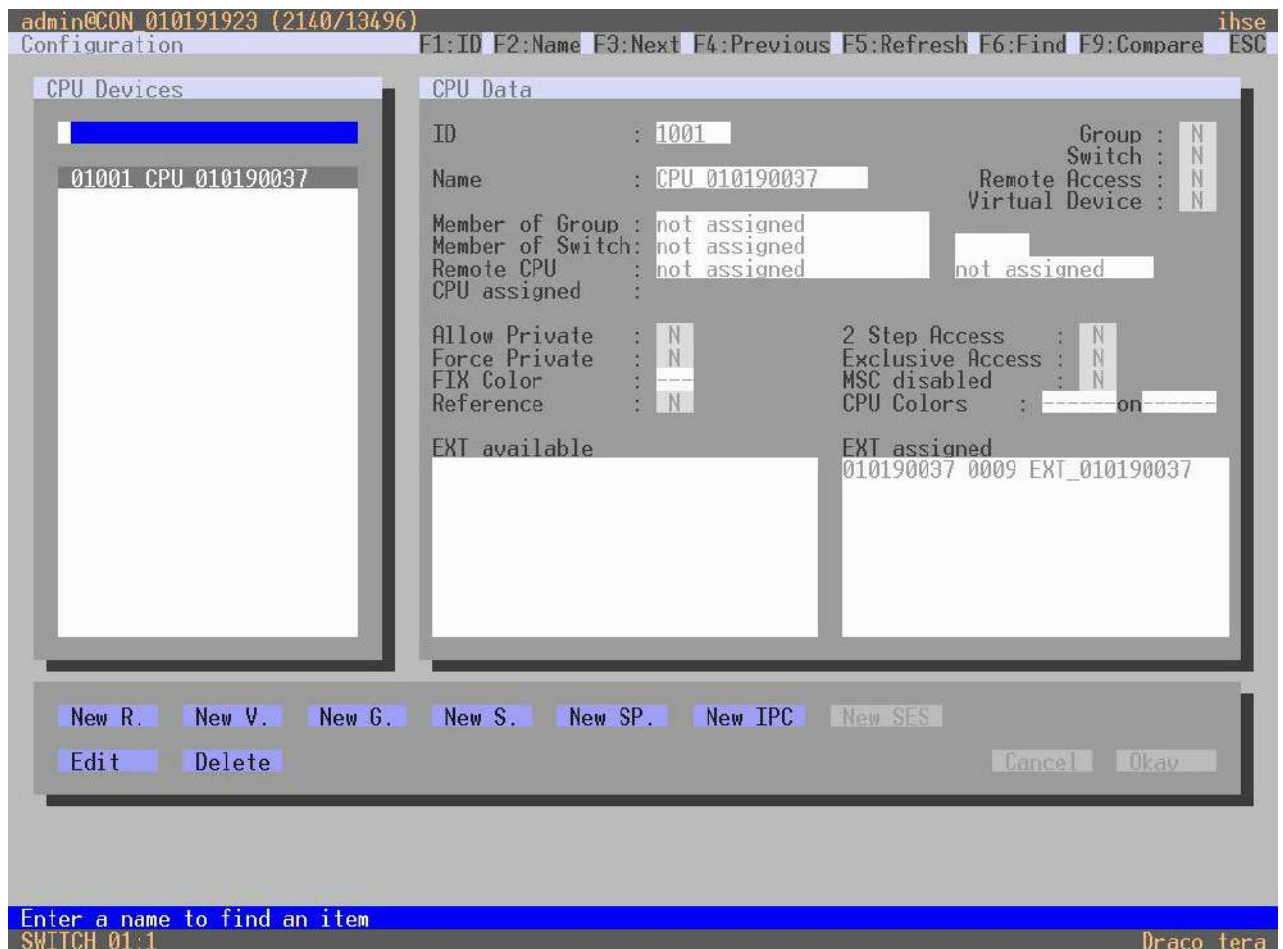 admin@CON_010191923 (2140/13496) ihse
Configuration F1:ID F2:Name F3:Next F4:Previous F5:Refresh F6:Find F9:Compare ESC
CPU Devices
01001 CPU_010190037
CPU Data
ID : 1001
Group : N
Switch : N
Name : CPU_010190037
Remote Access : N
Virtual Device : N
Member of Group : not assigned
Member of Switch: not assigned
Remote CPU : not assigned not assigned
CPU assigned :
Allow Private : N 2 Step Access : N
Force Private : N Exclusive Access : N
FIX Color : --- MSC disabled : N
Reference : N CPU Colors : ------on------
EXT available EXT assigned
010190037 0009 EXT_010190037
New R. New V. New G. New S. New SP. New IPC New SES
Edit Delete Cancel Okay
Enter a name to find an item
SWITCH_01:1 Draco tera